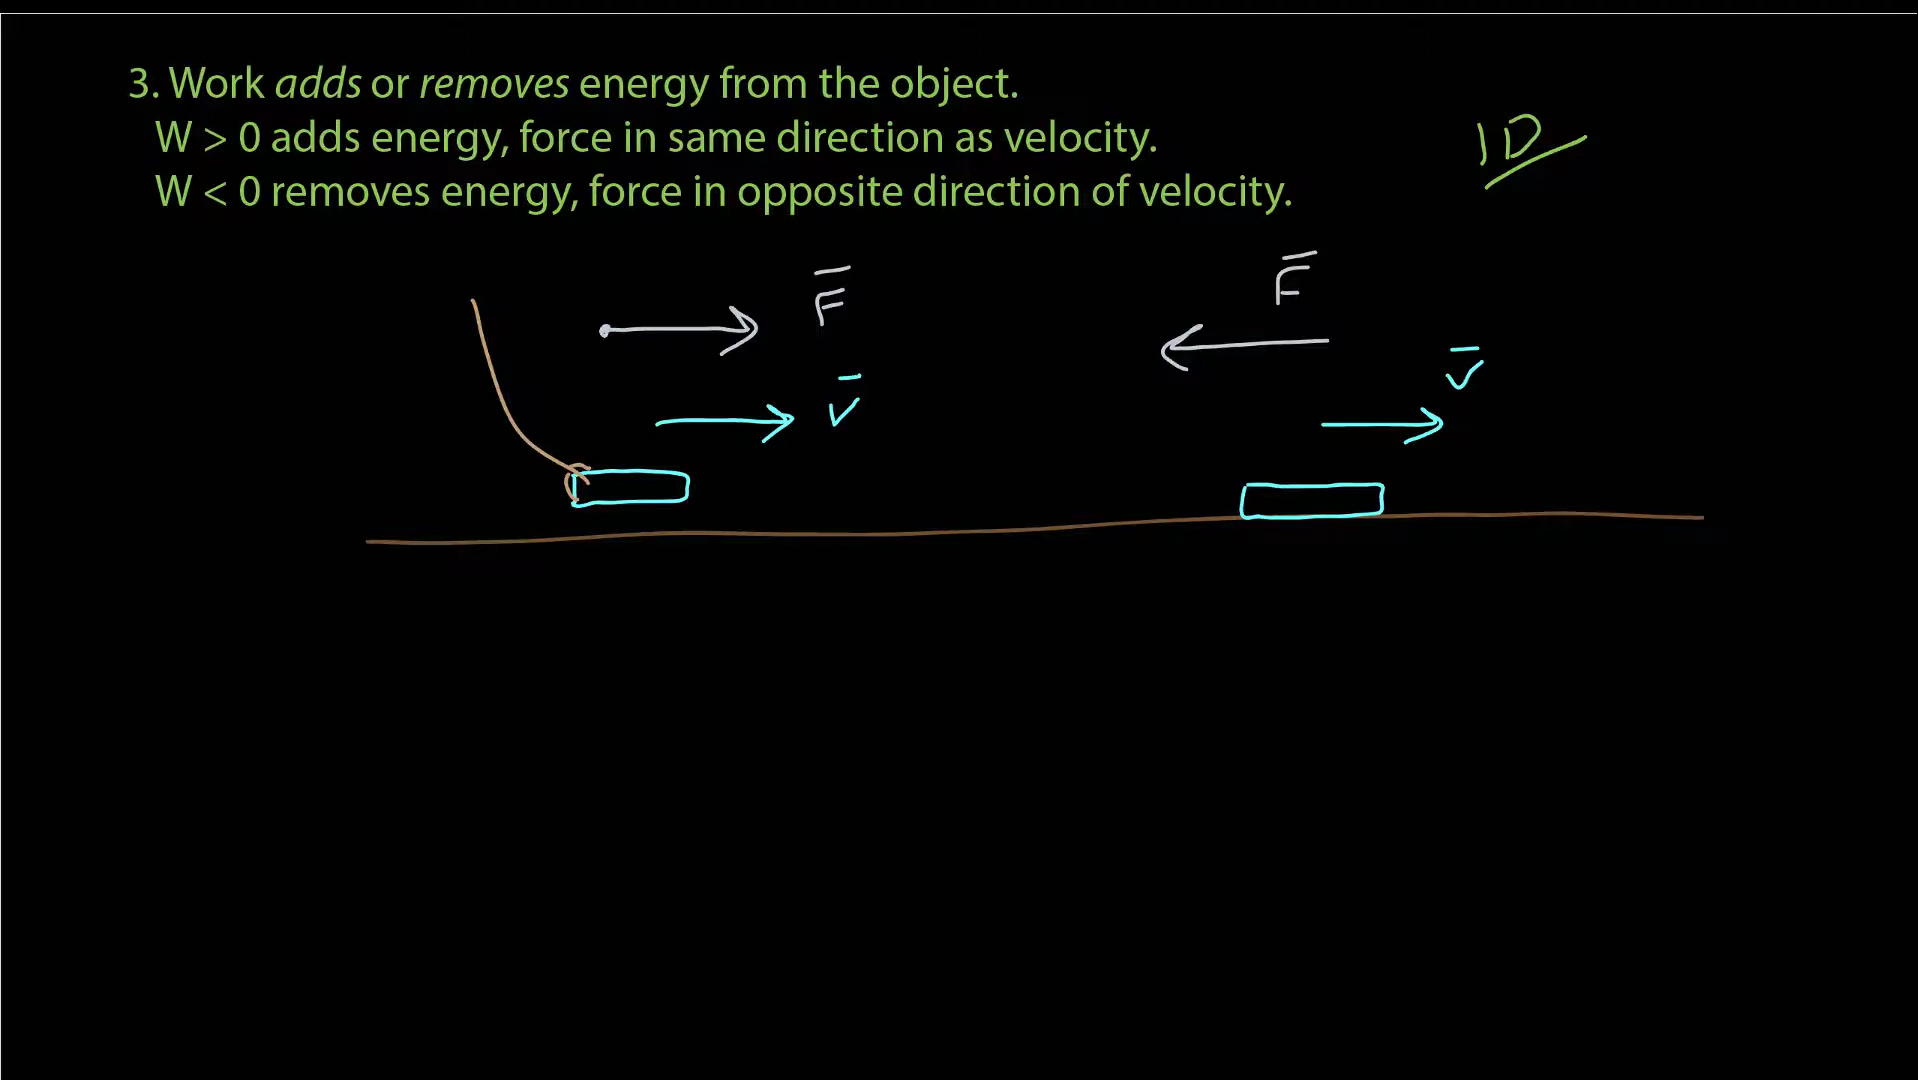 3. Work adds or removes energy from the object.
W > 0 adds energy, force in same direction as velocity.
W < 0 removes energy, force in opposite direction of velocity.
1D
F̅
F̅
v̅
v̅